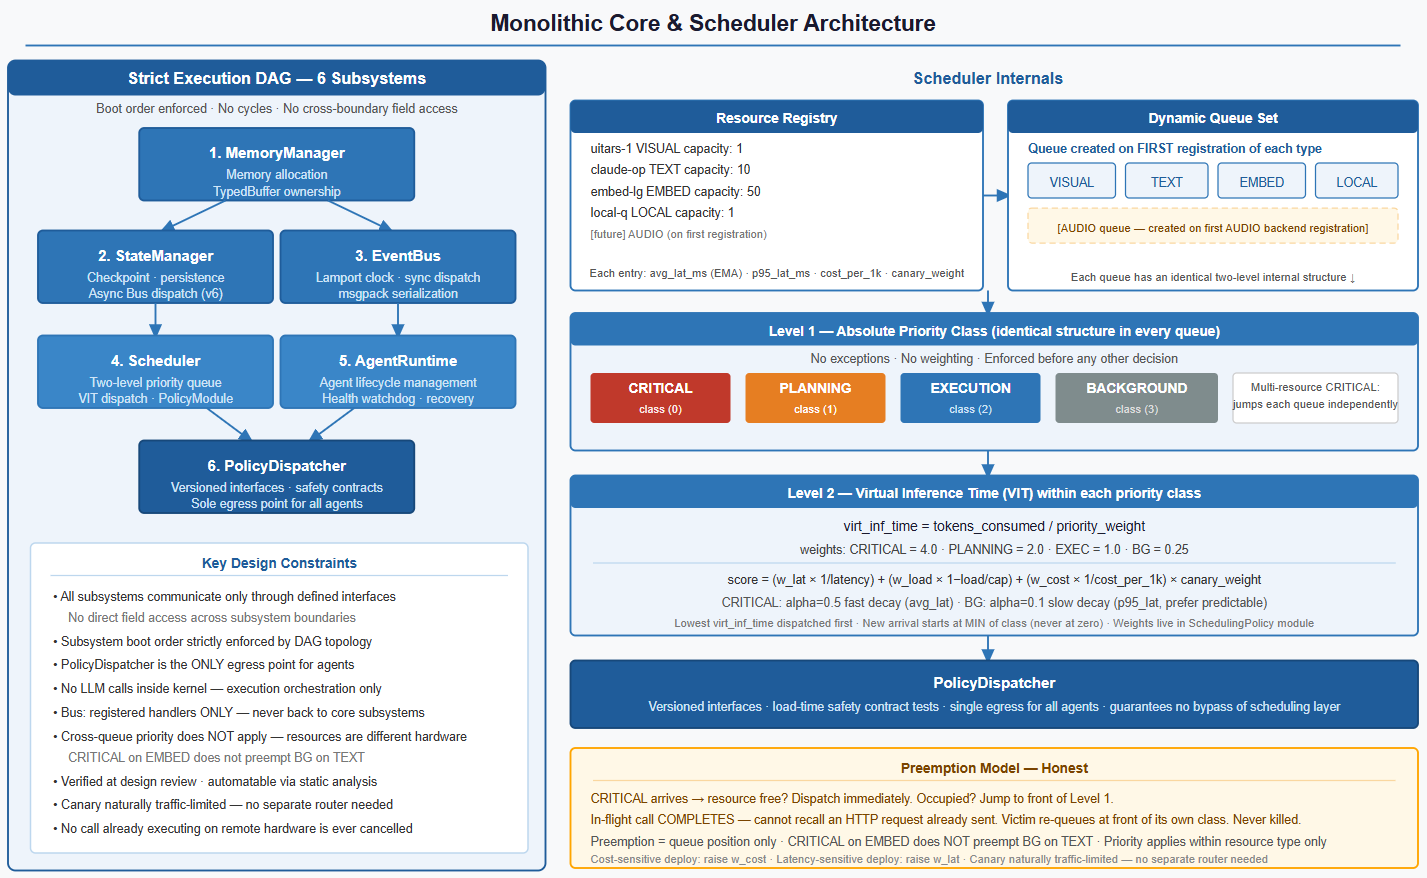 Monolithic Core & Scheduler Architecture
Strict Execution DAG — 6 Subsystems
Boot order enforced · No cycles · No cross-boundary field access
1. MemoryManager
Memory allocation
TypedBuffer ownership
2. StateManager
Checkpoint · persistence
Async Bus dispatch (v6)
3. EventBus
Lamport clock · sync dispatch
msgpack serialization
4. Scheduler
Two-level priority queue
VIT dispatch · PolicyModule
5. AgentRuntime
Agent lifecycle management
Health watchdog · recovery
6. PolicyDispatcher
Versioned interfaces · safety contracts
Sole egress point for all agents
Key Design Constraints
• All subsystems communicate only through defined interfaces
No direct field access across subsystem boundaries
• Subsystem boot order strictly enforced by DAG topology
• PolicyDispatcher is the ONLY egress point for agents
• No LLM calls inside kernel — execution orchestration only
• Bus: registered handlers ONLY — never back to core subsystems
• Cross-queue priority does NOT apply — resources are different hardware
CRITICAL on EMBED does not preempt BG on TEXT
• Verified at design review · automatable via static analysis
• Canary naturally traffic-limited — no separate router needed
• No call already executing on remote hardware is ever cancelled
Scheduler Internals
Resource Registry
uitars-1 VISUAL capacity: 1
claude-op TEXT capacity: 10
embed-lg EMBED capacity: 50
local-q LOCAL capacity: 1
[future] AUDIO (on first registration)
Each entry: avg_lat_ms (EMA) · p95_lat_ms · cost_per_1k · canary_weight
Dynamic Queue Set
Queue created on FIRST registration of each type
VISUAL
TEXT
EMBED
LOCAL
[AUDIO queue — created on first AUDIO backend registration]
Each queue has an identical two-level internal structure ↓
Level 1 — Absolute Priority Class (identical structure in every queue)
No exceptions · No weighting · Enforced before any other decision
CRITICAL
class (0)
PLANNING
class (1)
EXECUTION
class (2)
BACKGROUND
class (3)
Multi-resource CRITICAL:
jumps each queue independently
Level 2 — Virtual Inference Time (VIT) within each priority class
virt_inf_time = tokens_consumed / priority_weight
weights: CRITICAL = 4.0 · PLANNING = 2.0 · EXEC = 1.0 · BG = 0.25
score = (w_lat × 1/latency) + (w_load × 1−load/cap) + (w_cost × 1/cost_per_1k) × canary_weight
CRITICAL: alpha=0.5 fast decay (avg_lat) · BG: alpha=0.1 slow decay (p95_lat, prefer predictable)
Lowest virt_inf_time dispatched first · New arrival starts at MIN of class (never at zero) · Weights live in SchedulingPolicy module
PolicyDispatcher
Versioned interfaces · load-time safety contract tests · single egress for all agents · guarantees no bypass of scheduling layer
Preemption Model — Honest
CRITICAL arrives → resource free? Dispatch immediately. Occupied? Jump to front of Level 1.
In-flight call COMPLETES — cannot recall an HTTP request already sent. Victim re-queues at front of its own class. Never killed.
Preemption = queue position only · CRITICAL on EMBED does NOT preempt BG on TEXT · Priority applies within resource type only
Cost-sensitive deploy: raise w_cost · Latency-sensitive deploy: raise w_lat · Canary naturally traffic-limited — no separate router needed